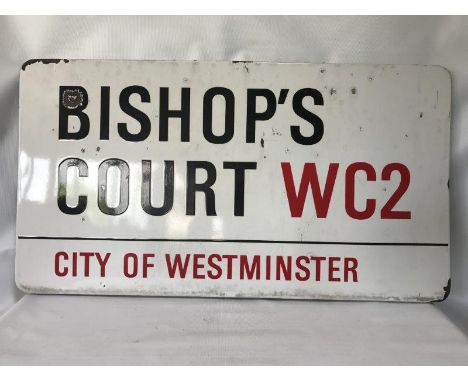 BISHOP'S
COURT WC2
CITY OF WESTMINSTER